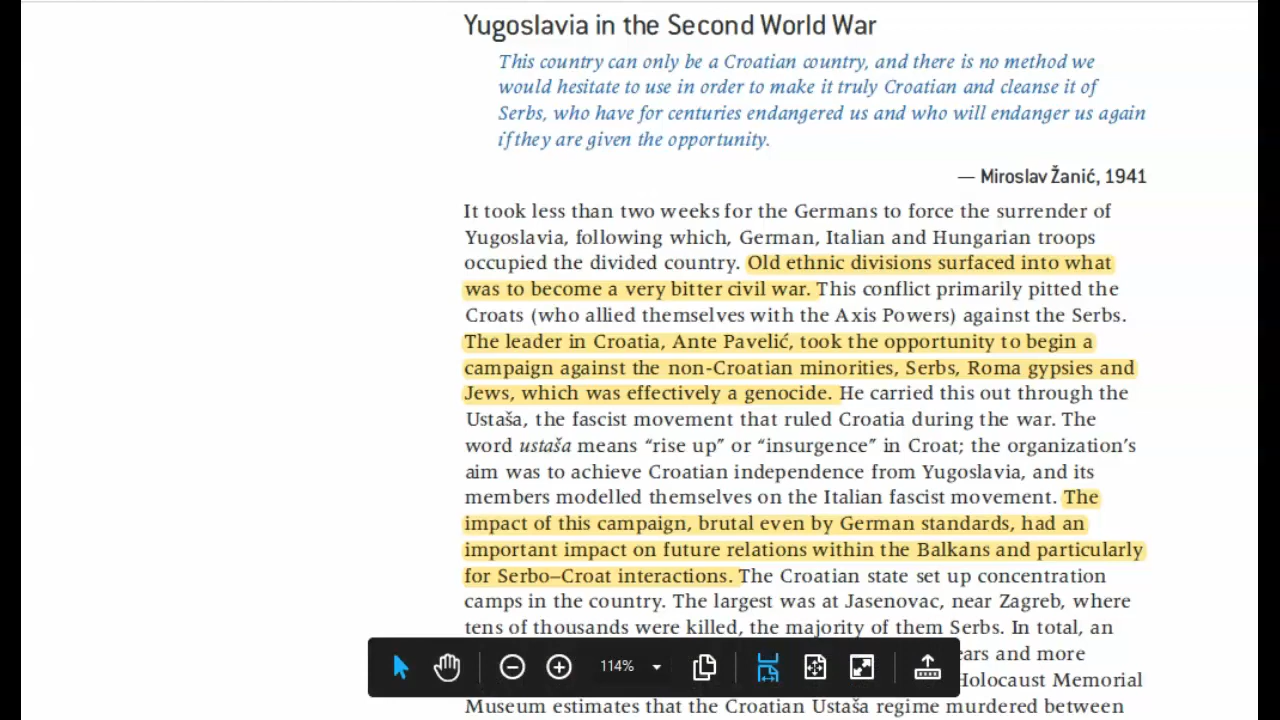 Yugoslavia in the Second World War
This country can only be a Croatian country, and there is no method we
would hesitate to use in order to make it truly Croatian and cleanse it of
Serbs, who have for centuries endangered us and who will endanger us again
if they are given the opportunity.
— Miroslav Žanić, 1941
It took less than two weeks for the Germans to force the surrender of
Yugoslavia, following which, German, Italian and Hungarian troops
occupied the divided country. Old ethnic divisions surfaced into what
was to become a very bitter civil war. This conflict primarily pitted the
Croats (who allied themselves with the Axis Powers) against the Serbs.
The leader in Croatia, Ante Pavelić, took the opportunity to begin a
campaign against the non-Croatian minorities, Serbs, Roma gypsies and
Jews, which was effectively a genocide. He carried this out through the
Ustaša, the fascist movement that ruled Croatia during the war. The
word ustaša means “rise up” or “insurgence” in Croat; the organization’s
aim was to achieve Croatian independence from Yugoslavia, and its
members modelled themselves on the Italian fascist movement. The
impact of this campaign, brutal even by German standards, had an
important impact on future relations within the Balkans and particularly
for Serbo–Croat interactions. The Croatian state set up concentration
camps in the country. The largest was at Jasenovac, near Zagreb, where
tens of thousands were killed, the majority of them Serbs. In total, an
and more
Holocaust Memorial
Museum estimates that the Croatian Ustaša regime murdered between
114%